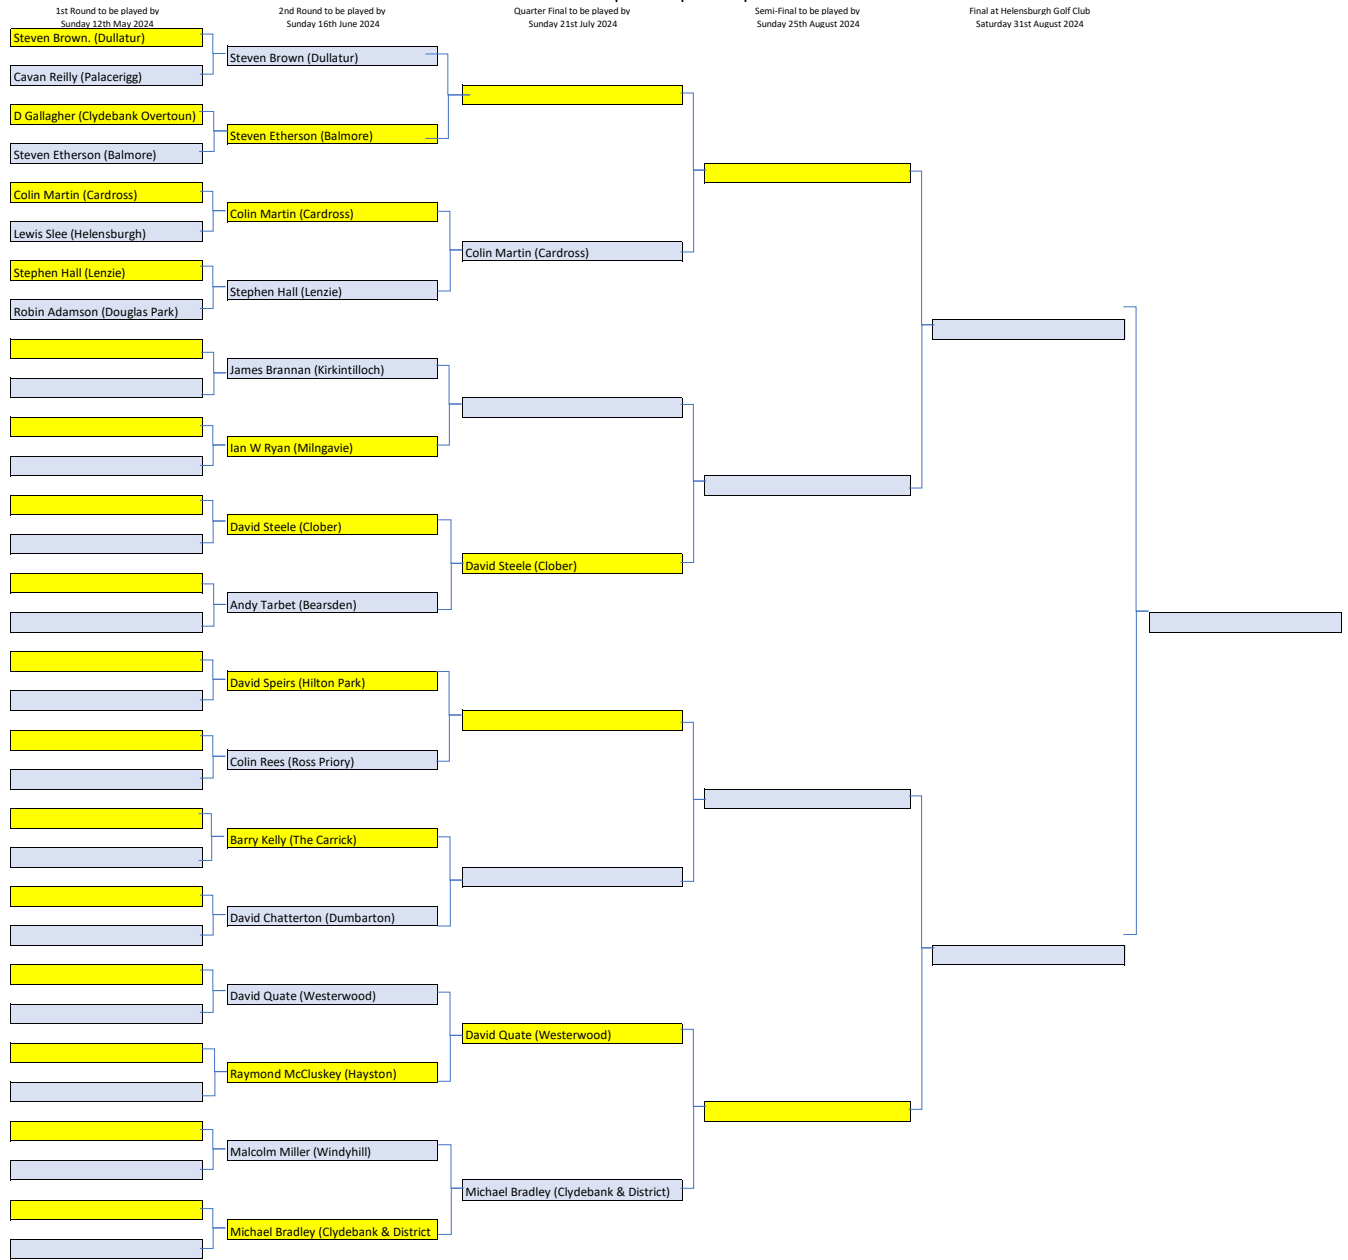 1st Round to be played by
Sunday 12th May 2024
2nd Round to be played by
Sunday 16th June 2024
Quarter Final to be played by
Sunday 21st July 2024
Semi-Final to be played by
Sunday 25th August 2024
Final at Helensburgh Golf Club
Saturday 31st August 2024
Steven Brown. (Dullatur)
Cavan Reilly (Palacerigg)
D Gallagher (Clydebank Overtoun)
Steven Etherson (Balmore)
Colin Martin (Cardross)
Lewis Slee (Helensburgh)
Stephen Hall (Lenzie)
Robin Adamson (Douglas Park)
Steven Brown (Dullatur)
Steven Etherson (Balmore)
Colin Martin (Cardross)
Stephen Hall (Lenzie)
James Brannan (Kirkintilloch)
Ian W Ryan (Milngavie)
David Steele (Clober)
Andy Tarbet (Bearsden)
David Speirs (Hilton Park)
Colin Rees (Ross Priory)
Barry Kelly (The Carrick)
David Chatterton (Dumbarton)
David Quate (Westerwood)
Raymond McCluskey (Hayston)
Malcolm Miller (Windyhill)
Michael Bradley (Clydebank & District
Colin Martin (Cardross)
David Steele (Clober)
David Quate (Westerwood)
Michael Bradley (Clydebank & District)